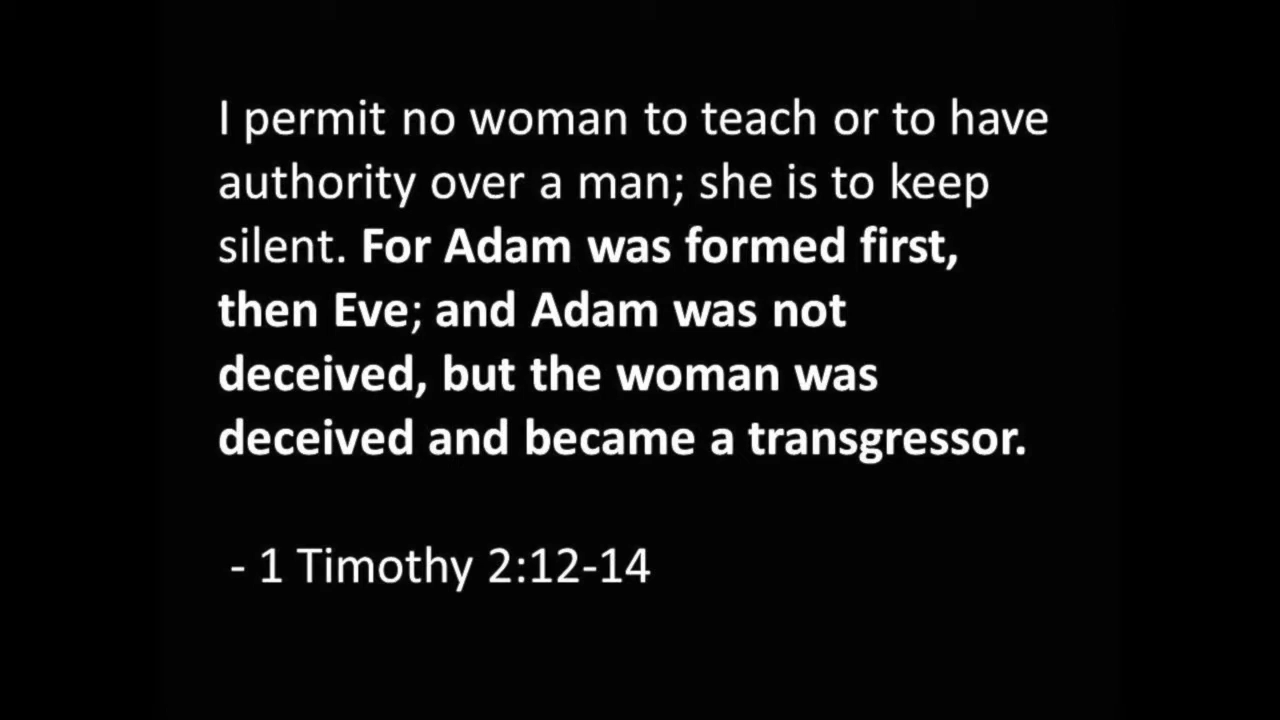 I permit no woman to teach or to have
authority over a man; she is to keep
silent. For Adam was formed first,
then Eve; and Adam was not
deceived, but the woman was
deceived and became a transgressor.
- 1 Timothy 2:12-14